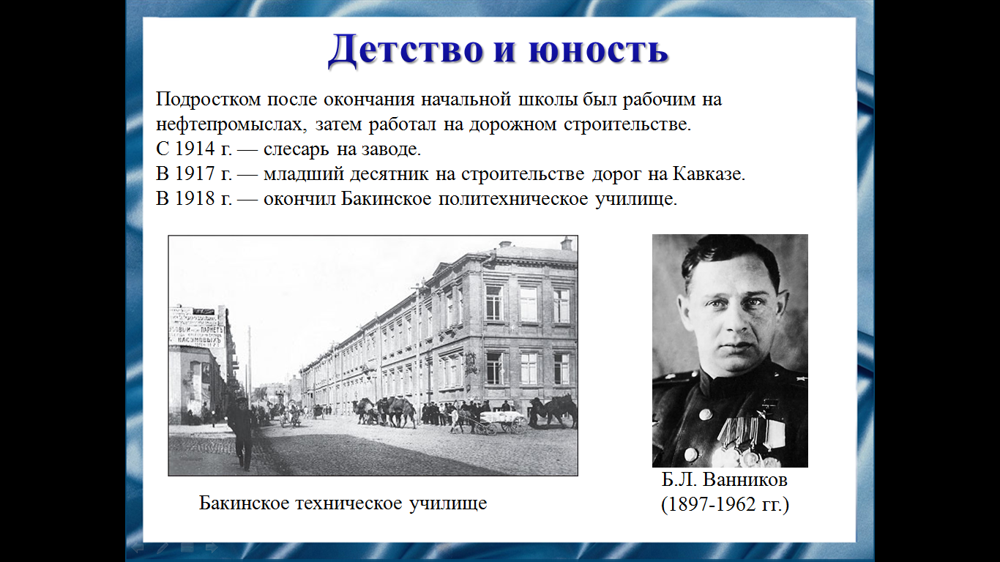 Детство и юность
Подростком после окончания начальной школы был рабочим на
нефтепромыслах, затем работал на дорожном строительстве.
С 1914 г. — слесарь на заводе.
В 1917 г. — младший десятник на строительстве дорог на Кавказе.
В 1918 г. — окончил Бакинское политехническое училище.
ПАРНЕТЪ
КАСУМОВЫХЪ
Бакинское техническое училище
Б.Л. Ванников
(1897-1962 гг.)